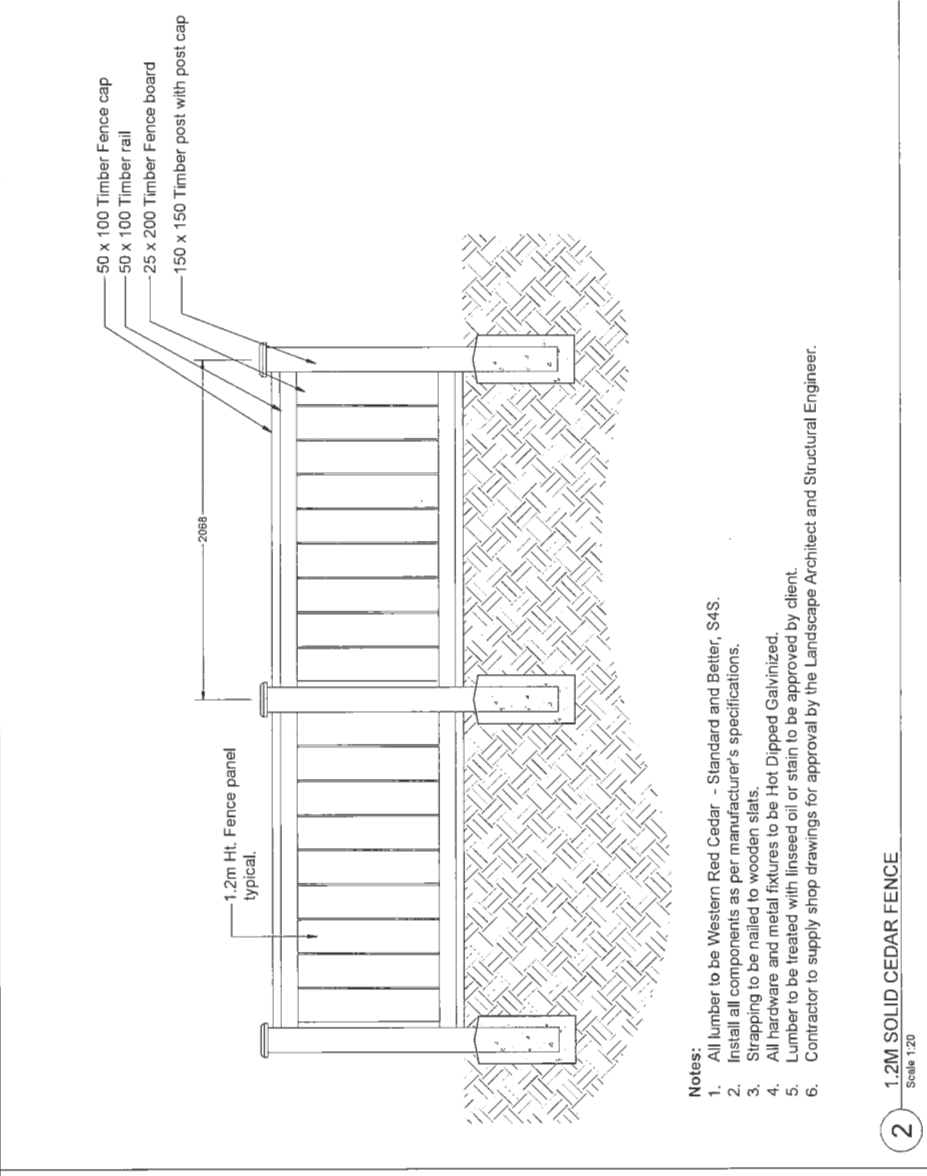 50 x 100 Timber Fence cap
50 x 100 Timber rail
25 x 200 Timber Fence board
150 x 150 Timber post with post cap
2068
1.2m Ht. Fence panel
typical.
Notes:
1. All lumber to be Western Red Cedar - Standard and Better, S4S.
2. Install all components as per manufacturer's specifications.
3. Strapping to be nailed to wooden slats.
4. All hardware and metal fixtures to be Hot Dipped Galvinized.
5. Lumber to be treated with linseed oil or stain to be approved by client.
6. Contractor to supply shop drawings for approval by the Landscape Architect and Structural Engineer.
2
1.2M SOLID CEDAR FENCE
Scale 1:20